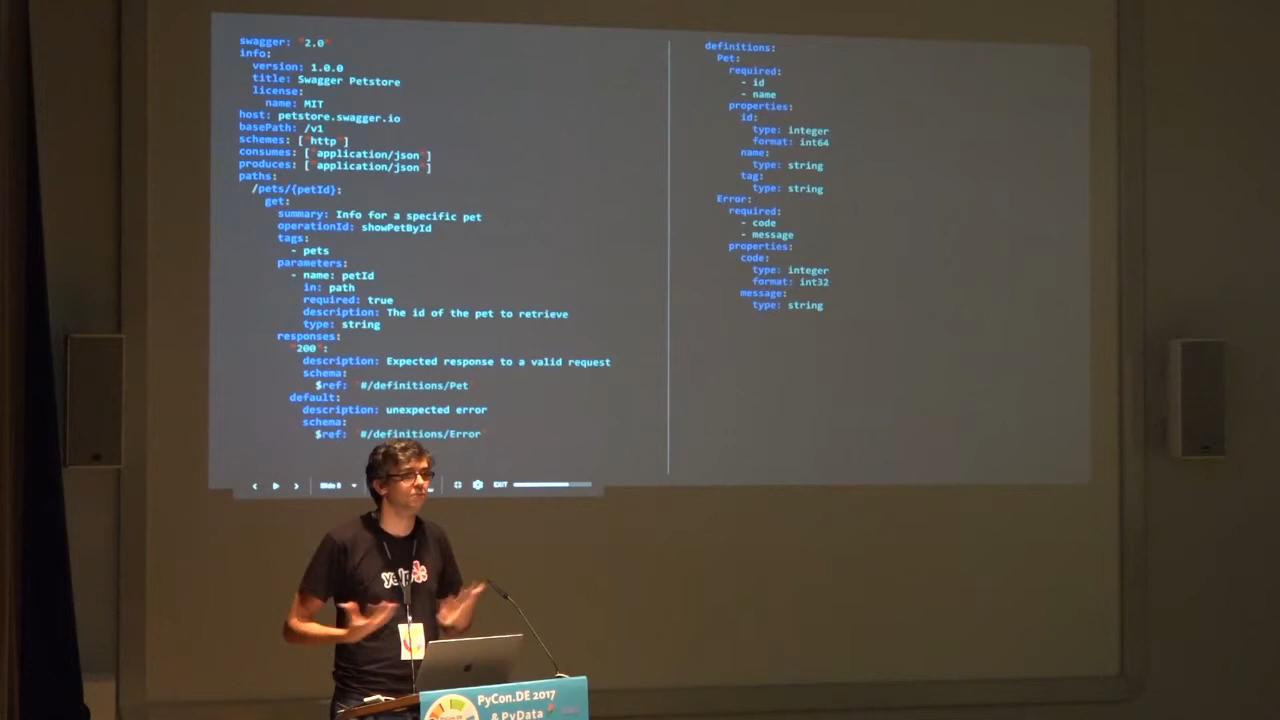 swagger: "2.0"
info:
version: 1.0.0
title: Swagger Petstore
license:
name: MIT
host: petstore.swagger.io
basePath: /v1
schemes: ["http"]
consumes: ["application/json"]
produces: ["application/json"]
paths:
/pets/{petId}:
get:
summary: Info for a specific pet
operationId: showPetById
tags:
- pets
parameters:
- name: petId
in: path
required: true
description: The id of the pet to retrieve
type: string
responses:
"200":
description: Expected response to a valid request
schema:
$ref: "#/definitions/Pet"
default:
description: unexpected error
schema:
$ref: "#/definitions/Error"
definitions:
Pet:
required:
- id
- name
properties:
id:
type: integer
format: int64
name:
type: string
tag:
type: string
Error:
required:
- code
- message
properties:
code:
type: integer
format: int32
message:
type: string
Slide 8
EXIT
yelp
PyCon.DE 2017
& PyData